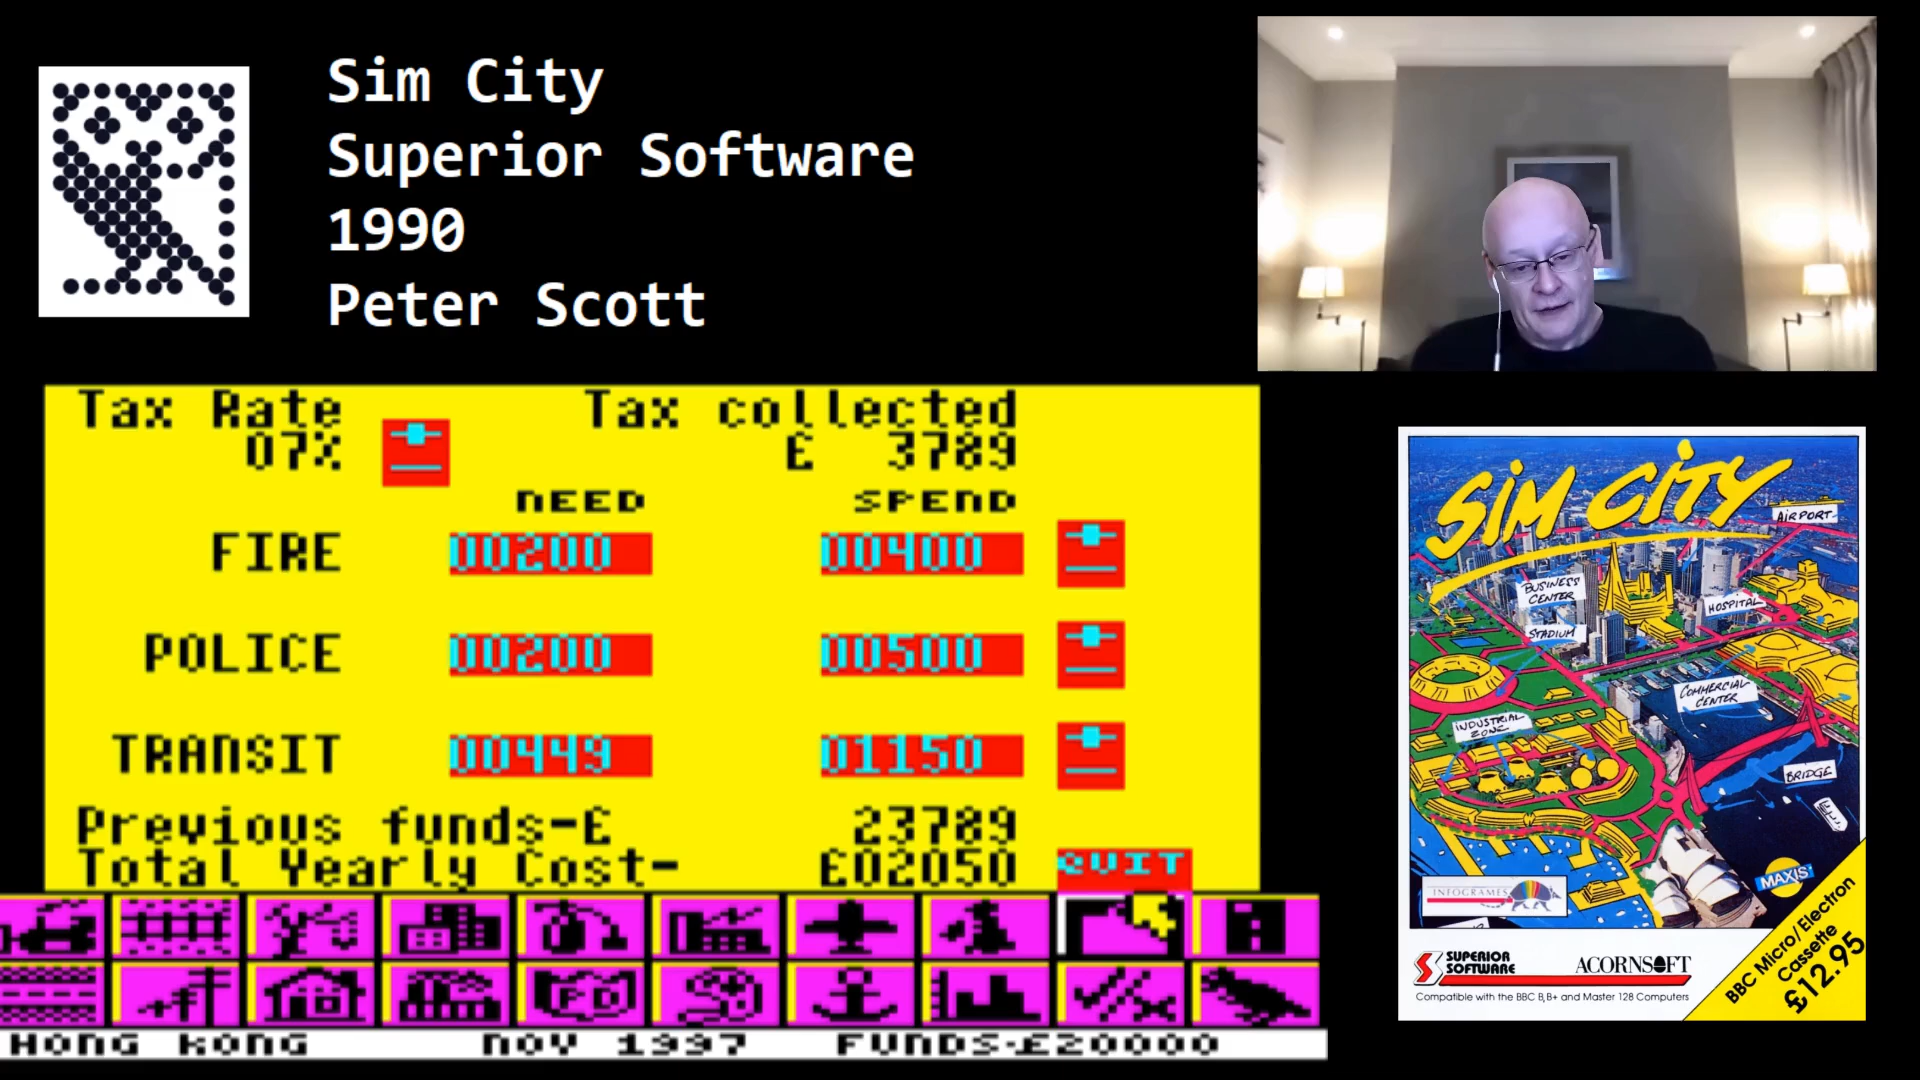 Sim City
Superior Software
1990
Peter Scott
Tax Rate
07%
Tax collected
£ 3789
NEED
SPEND
FIRE
00200
00400
POLICE
00200
00500
TRANSIT
00449
01150
Previous funds-£ 23789
Total Yearly Cost- £02050
QUIT
PD
HONG KONG
NOV 1997
FUNDS-£20000
SIM CITY
AIRPORT
BUSINESS
CENTER
HOSPITAL
STADIUM
COMMERCIAL
CENTER
INDUSTRIAL
ZONE
BRIDGE
INFOGRAMES
MAXIS
SUPERIOR
SOFTWARE
ACORNSOFT
Compatible with the BBC B,B+ and Master 128 Computers
BBC Micro/Electron
Cassette
£12.95